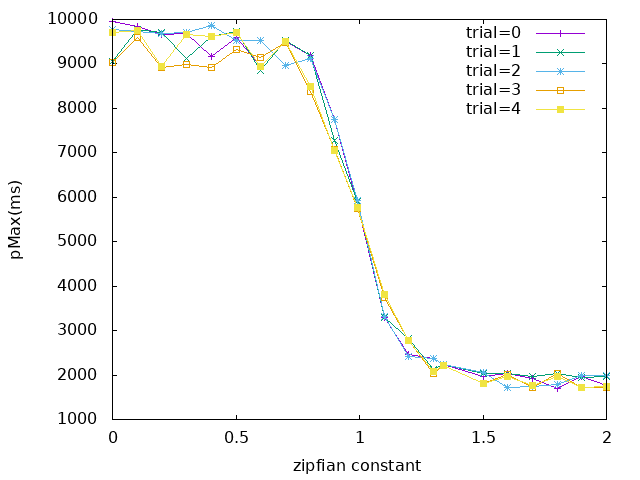 10000
9000
8000
7000
6000
5000
4000
3000
2000
1000
pMax(ms)
trial=0
trial=1
trial=2
trial=3
trial=4
0 0.5 1 1.5 2
zipfian constant